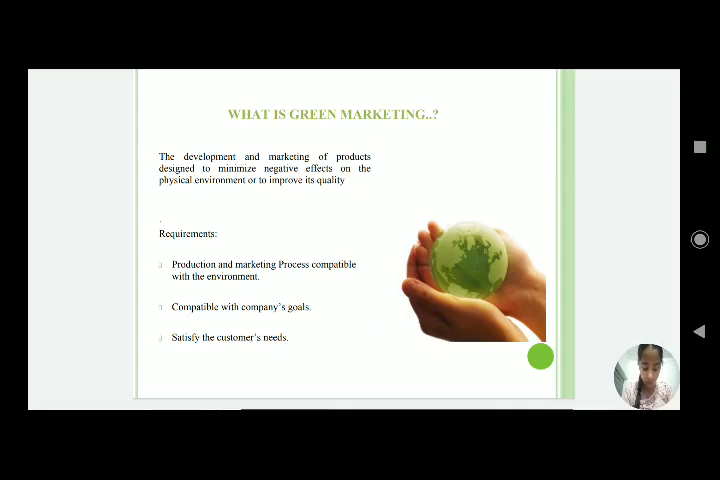 WHAT IS GREEN MARKETING..?
The development and marketing of products
designed to minimize negative effects on the
physical environment or to improve its quality
.
Requirements:
Production and marketing Process compatible
with the environment.
Compatible with company's goals.
Satisfy the customer's needs.